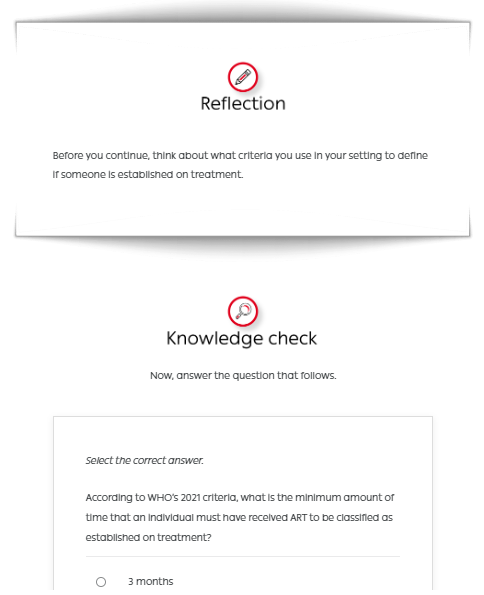 Reflection
Before you continue, think about what criteria you use in your setting to define
if someone is established on treatment.
Knowledge check
Now, answer the question that follows.
Select the correct answer.
According to WHO's 2021 criteria, what is the minimum amount of
time that an individual must have received ART to be classified as
established on treatment?
3 months